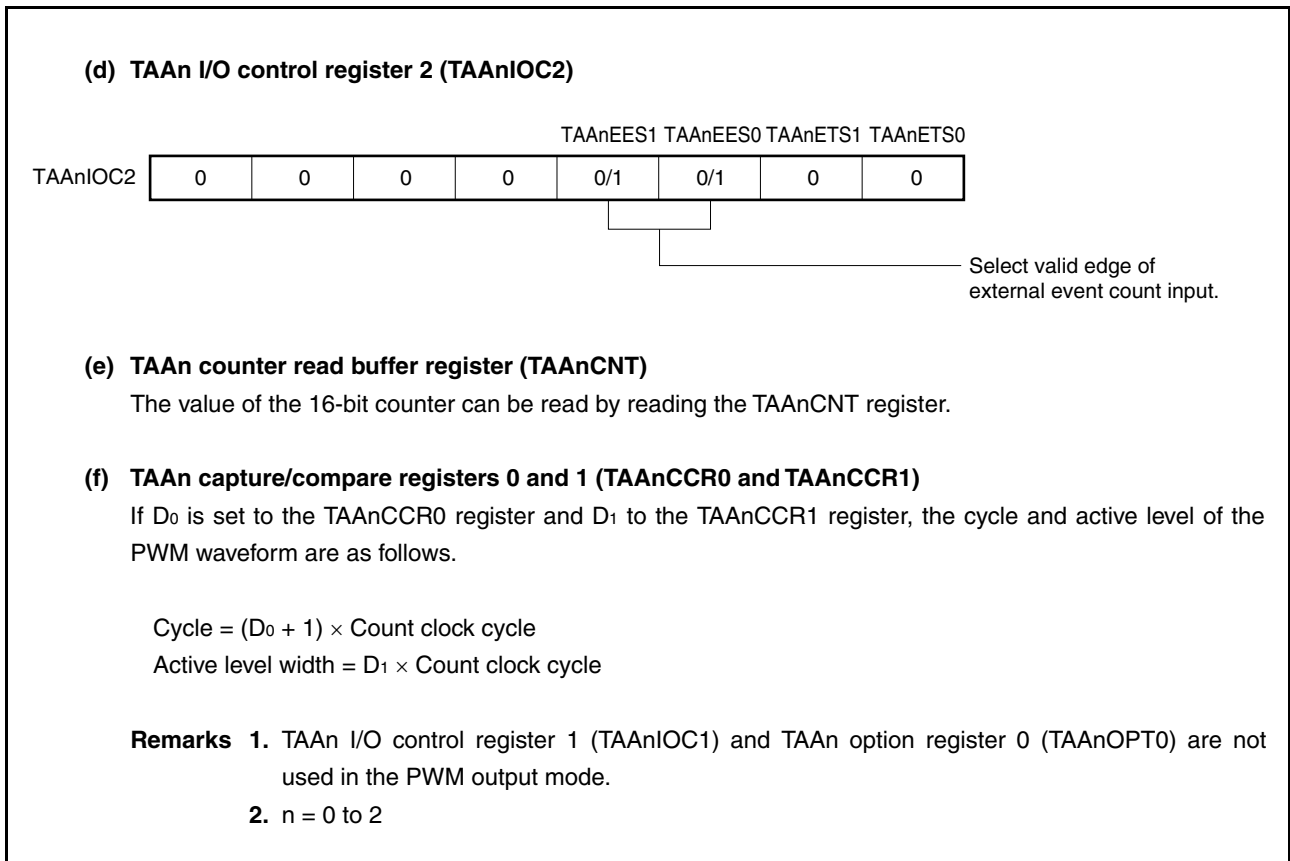 (d) TAAn I/O control register 2 (TAAnIOC2)
TAAnEES1 TAAnEES0 TAAnETS1 TAAnETS0
TAAnIOC2 0 0 0 0 0/1 0/1 0 0
Select valid edge of
external event count input.
(e) TAAn counter read buffer register (TAAnCNT)
The value of the 16-bit counter can be read by reading the TAAnCNT register.
(f) TAAn capture/compare registers 0 and 1 (TAAnCCR0 and TAAnCCR1)
If D0 is set to the TAAnCCR0 register and D1 to the TAAnCCR1 register, the cycle and active level of the
PWM waveform are as follows.
Cycle = (D0 + 1) × Count clock cycle
Active level width = D1 × Count clock cycle
Remarks 1. TAAn I/O control register 1 (TAAnIOC1) and TAAn option register 0 (TAAnOPT0) are not
used in the PWM output mode.
2. n = 0 to 2